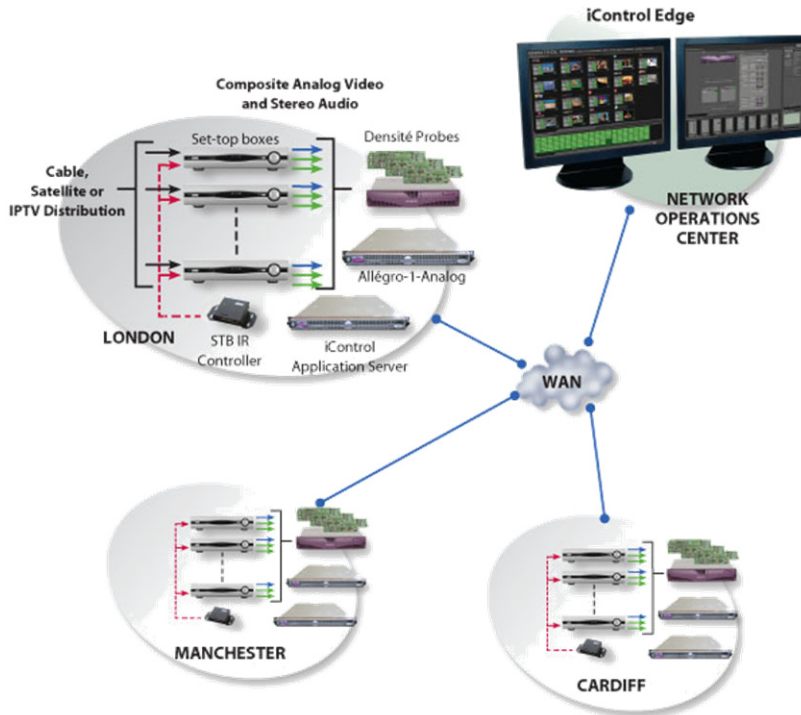 iControl Edge
Composite Analog Video
and Stereo Audio
Set-top boxes
Densité Probes
Cable,
Satellite or
IPTV Distribution
NETWORK
OPERATIONS
CENTER
Allégro-1-Analog
LONDON
STB IR
Controller
iControl
Application Server
WAN
MANCHESTER
CARDIFF